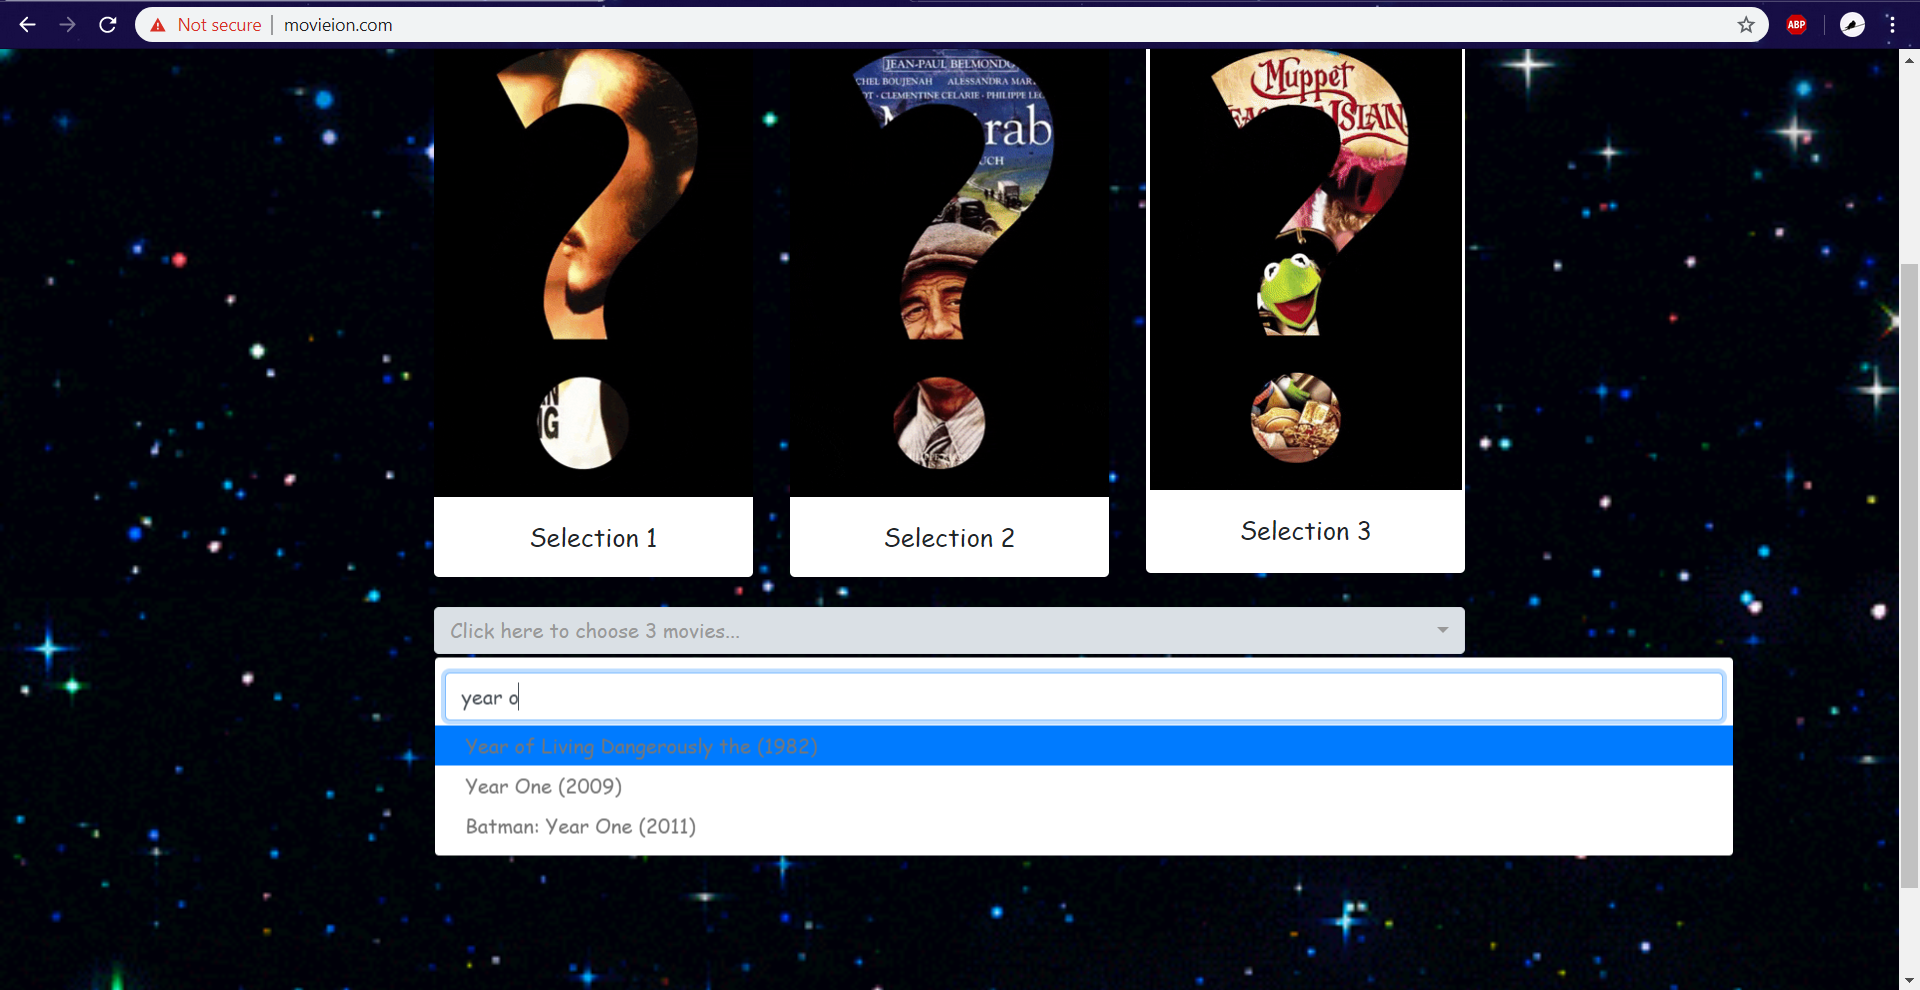 Not secure | movieion.com
ABP
JEAN-PAUL BELMONDO
CHEL BOUJENAH ALESSANDRA MAR
OT - CLEMENTINE CELARIE - PHILIPPE LEO
rab
UCH
Muppet
EAS ISLAN
N
G
Selection 1
Selection 2
Selection 3
Click here to choose 3 movies...
year o
Year of Living Dangerously the (1982)
Year One (2009)
Batman: Year One (2011)